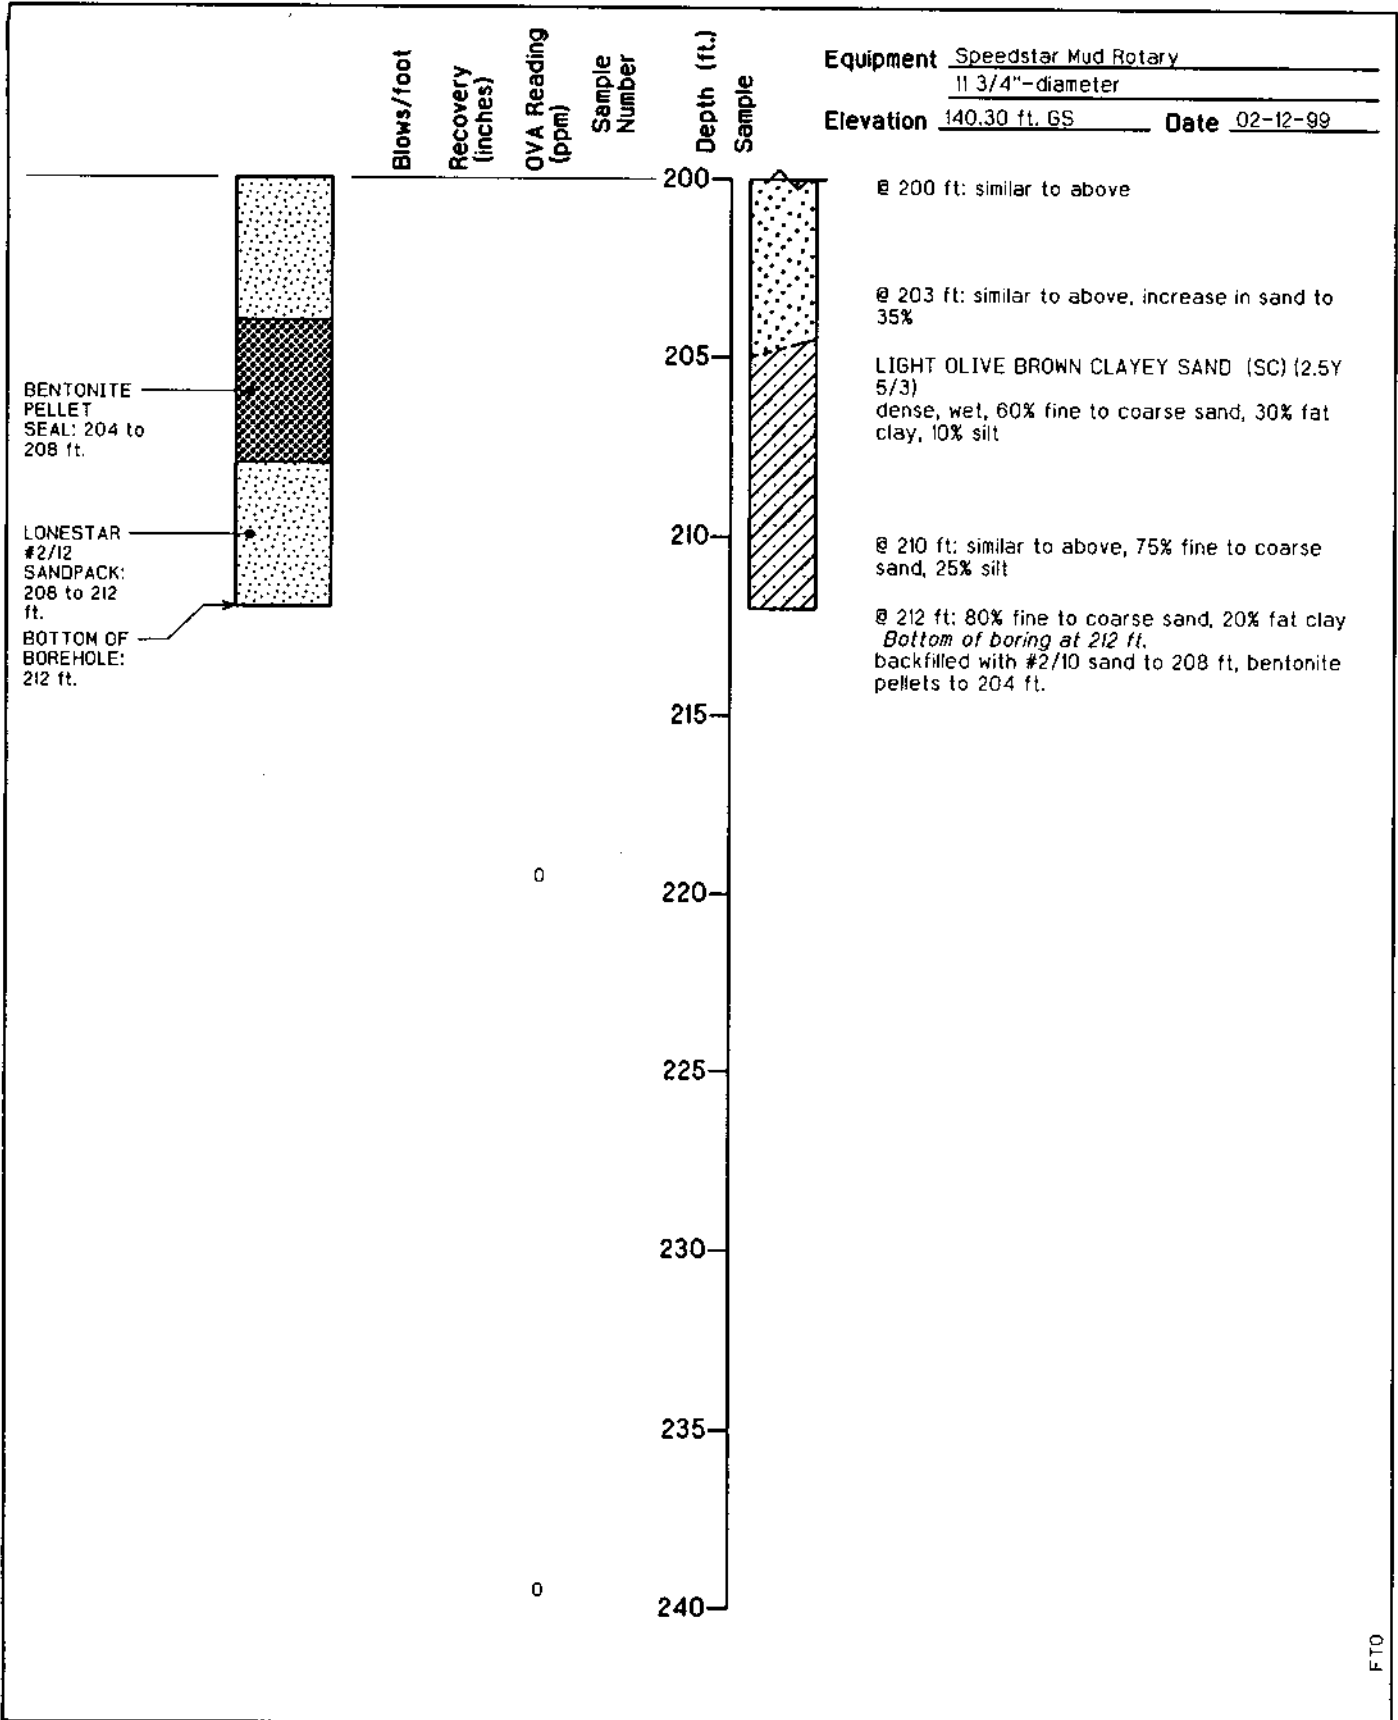 Blows/foot
Recovery
(inches)
OVA Reading
(ppm)
Sample
Number
Depth (ft.)
Sample
Equipment Speedstar Mud Rotary
11 3/4"-diameter
Elevation 140.30 ft. GS Date 02-12-99
200
@ 200 ft: similar to above
@ 203 ft: similar to above, increase in sand to
35%
205
LIGHT OLIVE BROWN CLAYEY SAND (SC) (2.5Y
5/3)
dense, wet, 60% fine to coarse sand, 30% fat
clay, 10% silt
BENTONITE
PELLET
SEAL: 204 to
208 ft.
LONESTAR
#2/12
SANDPACK:
208 to 212
ft.
BOTTOM OF
BOREHOLE:
212 ft.
210
@ 210 ft: similar to above, 75% fine to coarse
sand, 25% silt
@ 212 ft: 80% fine to coarse sand, 20% fat clay
Bottom of boring at 212 ft.
backfilled with #2/10 sand to 208 ft, bentonite
pellets to 204 ft.
215
0
220
225
230
235
0
240
FTO